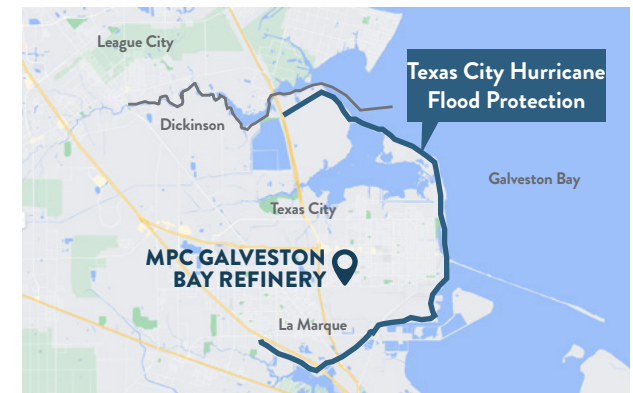 League City
Texas City Hurricane
Flood Protection
Dickinson
Galveston Bay
Texas City
MPC GALVESTON
BAY REFINERY
La Marque